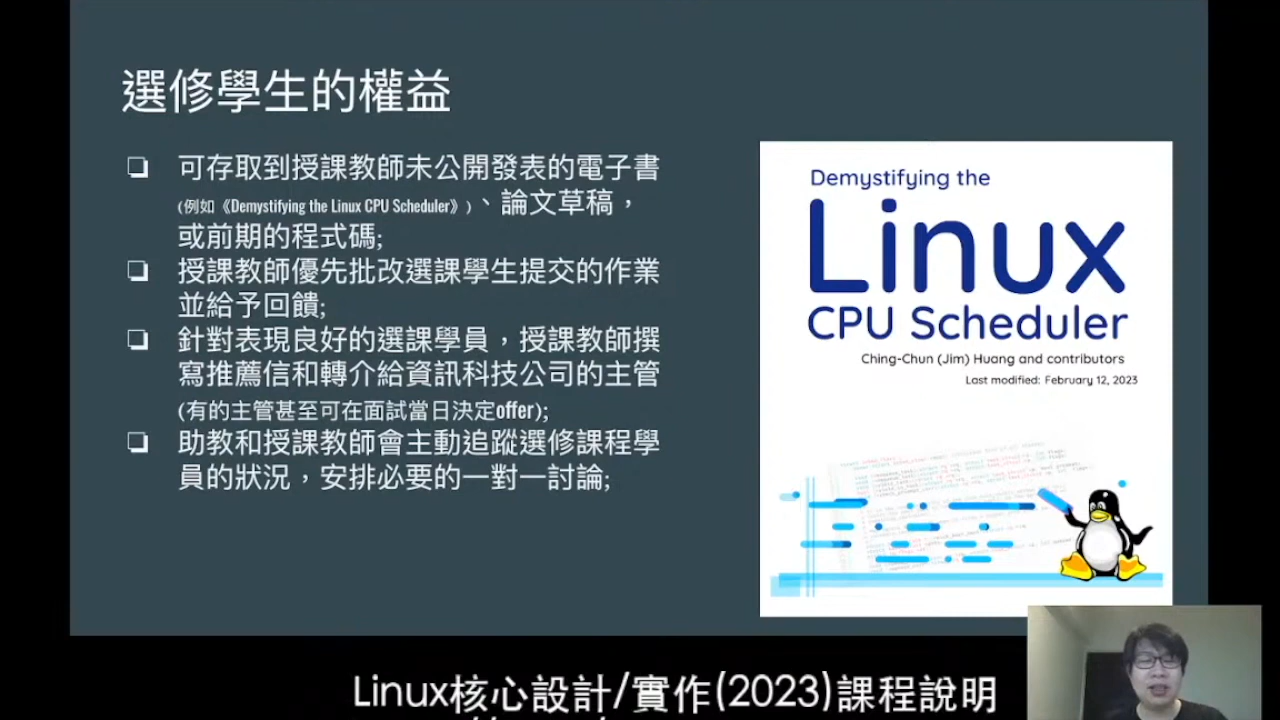 選修學生的權益
❏ 可存取到授課教師未公開發表的電子書
(例如《Demystifying the Linux CPU Scheduler》)、論文草稿，
或前期的程式碼;
❏ 授課教師優先批改選課學生提交的作業
並給予回饋;
❏ 針對表現良好的選課學員，授課教師撰
寫推薦信和轉介給資訊科技公司的主管
(有的主管甚至可在面試當日決定offer);
❏ 助教和授課教師會主動追蹤選修課程學
員的狀況，安排必要的一對一討論;
Demystifying the
Linux
CPU Scheduler
Ching-Chun (Jim) Huang and contributors
Last modified: February 12, 2023
Linux核心設計/實作(2023)課程說明